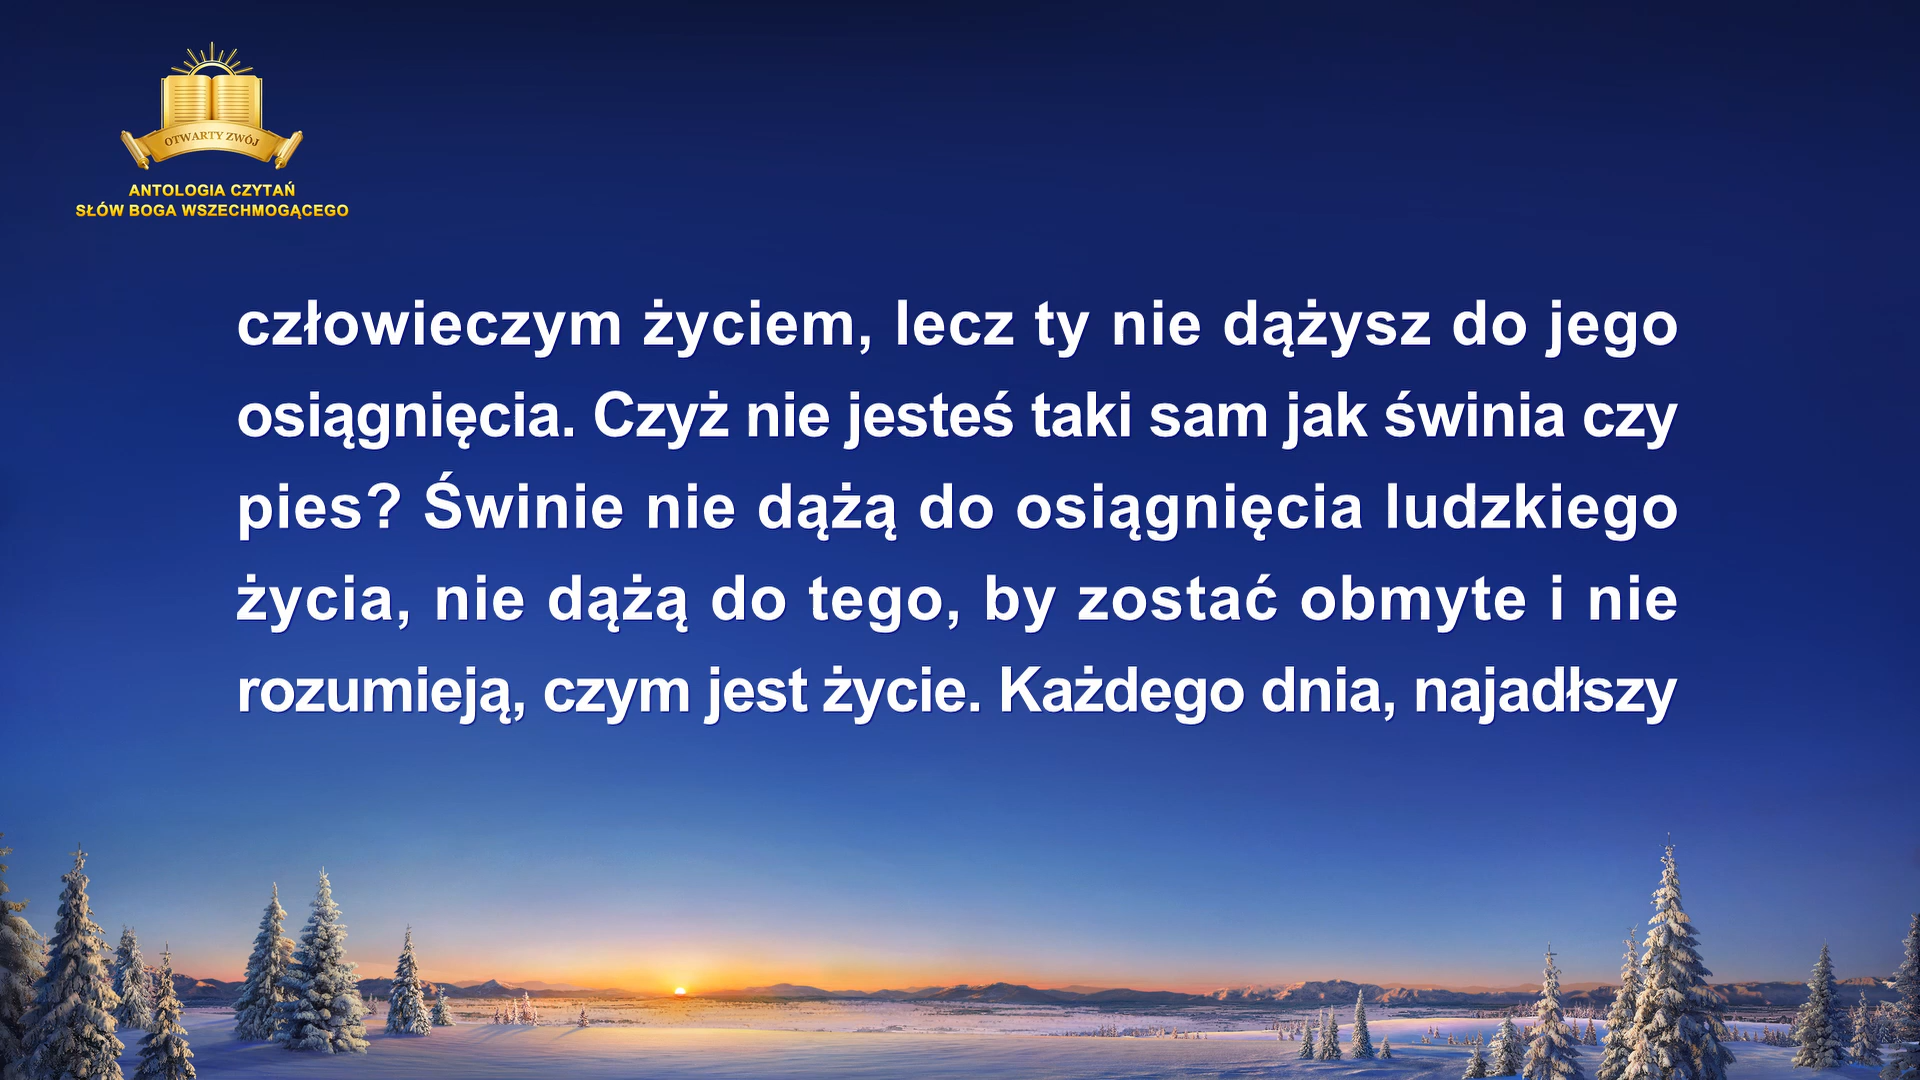 OTWARTY ZWÓJ
ANTOLOGIA CZYTAŃ
SŁÓW BOGA WSZECHMOGĄCEGO
człowieczym życiem, lecz ty nie dążysz do jego
osiągnięcia. Czyż nie jesteś taki sam jak świnia czy
pies? Świnie nie dążą do osiągnięcia ludzkiego
życia, nie dążą do tego, by zostać obmyte i nie
rozumieją, czym jest życie. Każdego dnia, najadłszy